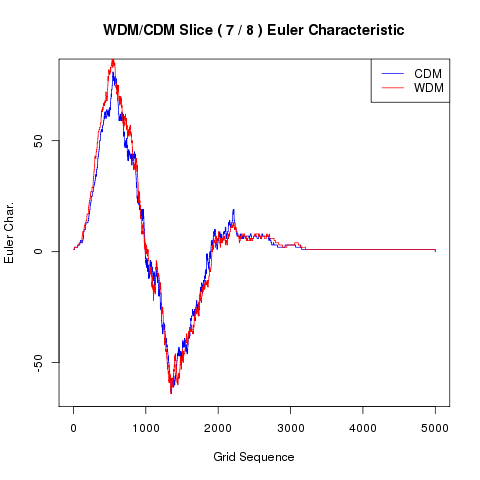 WDM/CDM Slice ( 7 / 8 ) Euler Characteristic
CDM
WDM
Euler Char.
50
0
-50
0 1000 2000 3000 4000 5000
Grid Sequence